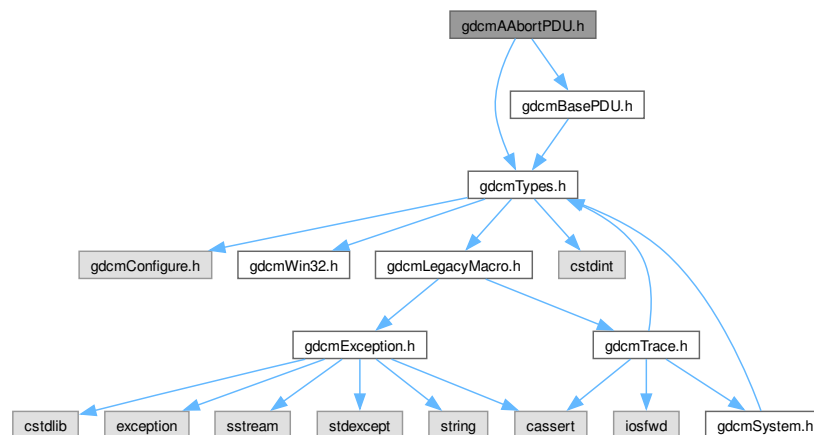 gdcmAAbortPDU.h
gdcmBasePDU.h
gdcmTypes.h
gdcmConfigure.h
gdcmWin32.h
gdcmLegacyMacro.h
cstdint
gdcmException.h
gdcmTrace.h
cstdlib
exception
sstream
stdexcept
string
cassert
iosfwd
gdcmSystem.h